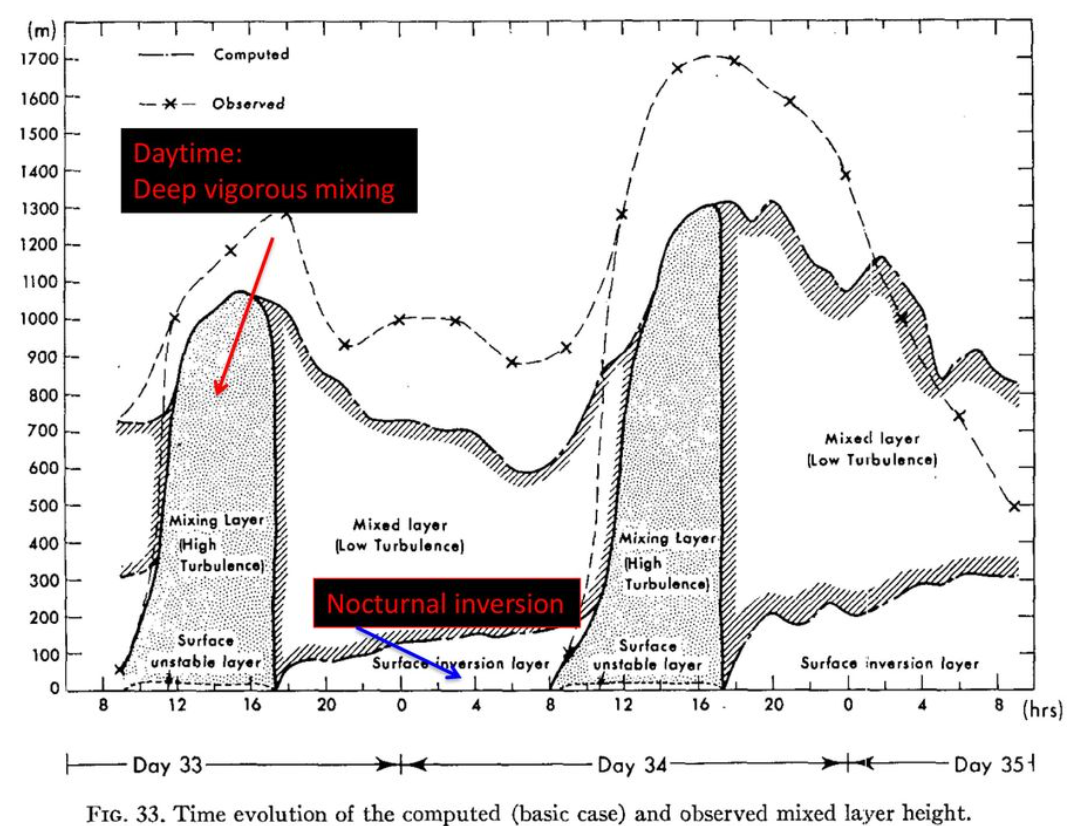 (m)
1700
1600
1500
1400
1300
1200
1100
1000
900
800
700
600
500
400
300
200
100
0
Computed
Observed
Daytime:
Deep vigorous mixing
Mixing Layer
(High
Turbulence)
Surface
unstable layer
Mixed layer
(Low Turbulence)
Nocturnal inversion
Surface inversion layer
Mixing Layer
(High
Turbulence)
Surface
unstable layer
Mixed layer
(Low Turbulence)
Surface inversion layer
8 12 16 20 0 4 8 12 16 20 0 4 8 (hrs)
Day 33 Day 34 Day 35
FIG. 33. Time evolution of the computed (basic case) and observed mixed layer height.